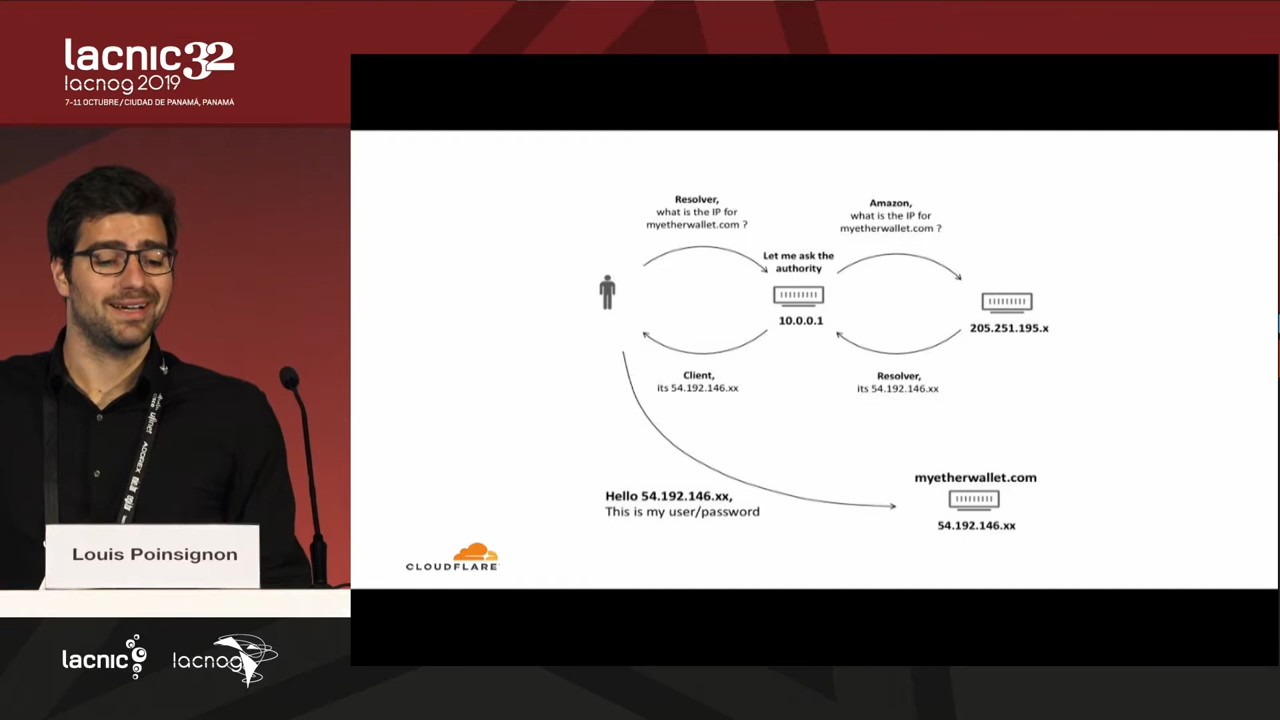 lacnic32
lacnog 2019
7-11 OCTUBRE / CIUDAD DE PANAMÁ, PANAMÁ
Resolver,
what is the IP for
myetherwallet.com ?
Amazon,
what is the IP for
myetherwallet.com ?
Let me ask the
authority
10.0.0.1
205.251.195.x
Client,
its 54.192.146.xx
Resolver,
its 54.192.146.xx
myetherwallet.com
54.192.146.xx
Hello 54.192.146.xx,
This is my user/password
CLOUDFLARE
ufinet
ADOREX
Louis Poinsignon
lacnic
lacnog